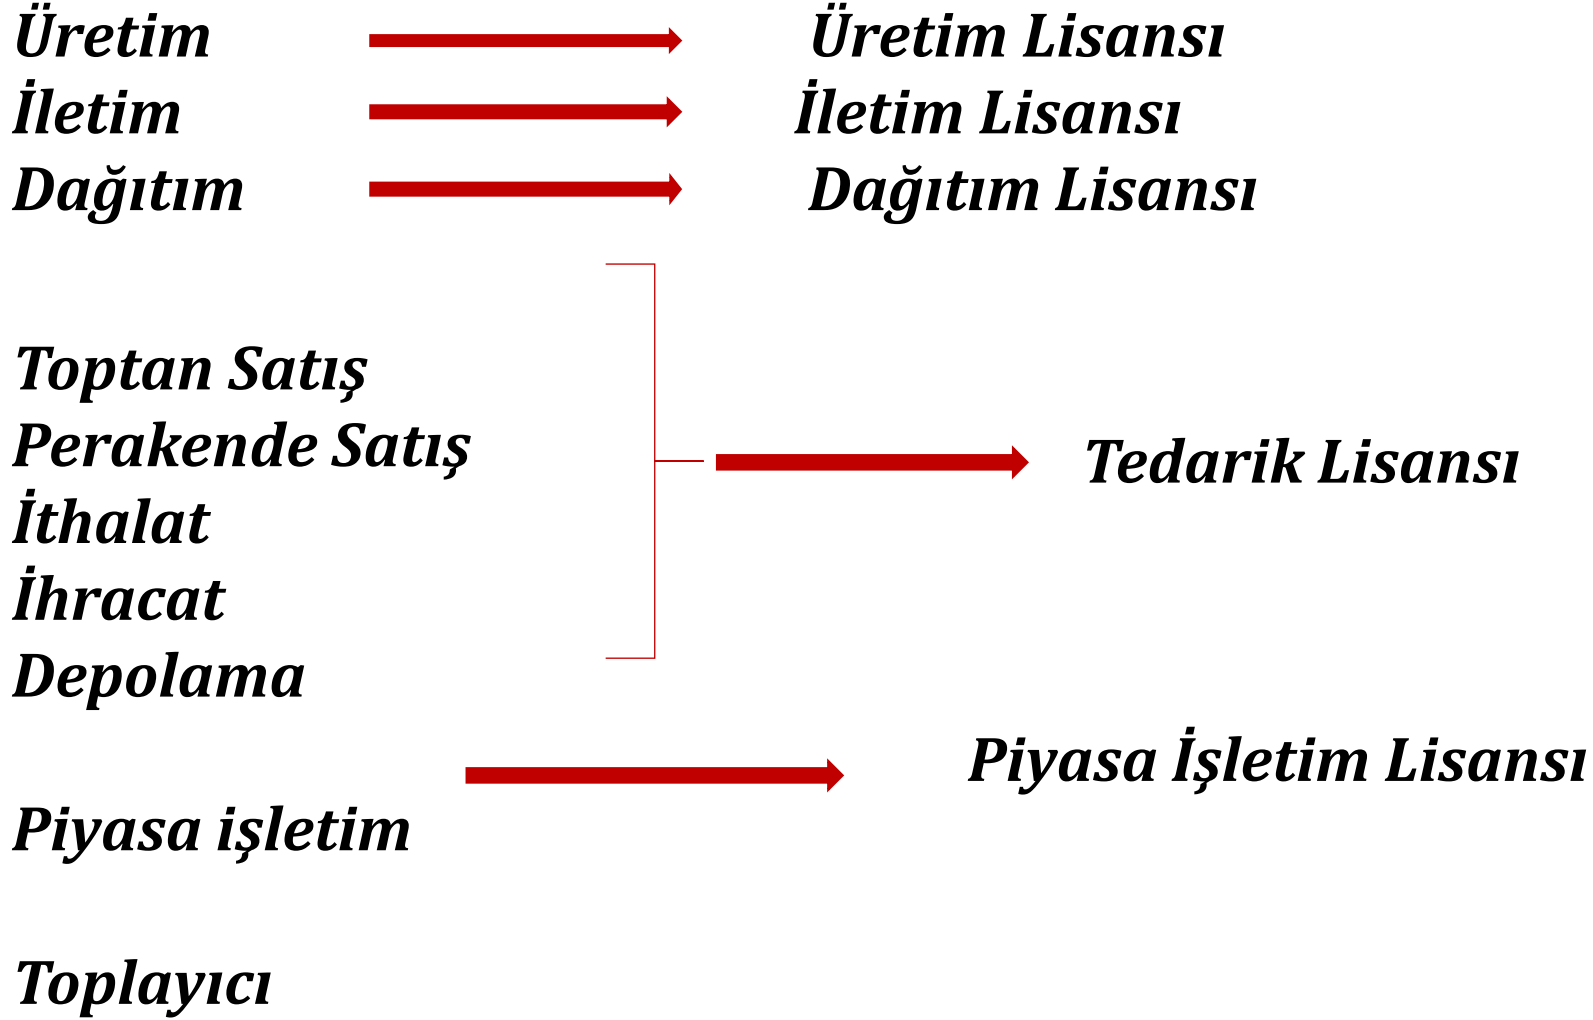 Üretim Üretim Lisansı
İletim İletim Lisansı
Dağıtım Dağıtım Lisansı
Toptan Satış
Perakende Satış Tedarik Lisansı
İthalat
İhracat
Depolama
Piyasa İşletim Lisansı
Piyasa işletim
Toplayıcı